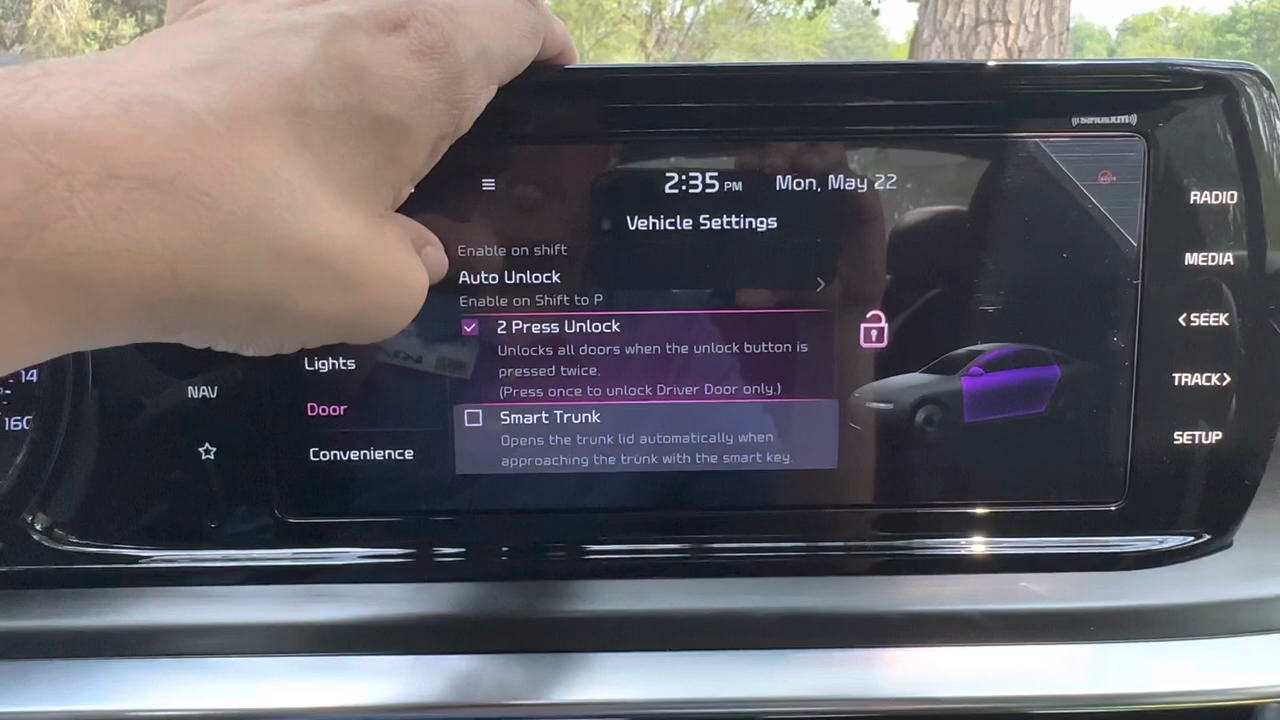 ((SiriusXM))
2:35 PM
Mon, May 22
Vehicle Settings
Enable on shift
Auto Unlock
Enable on Shift to P
2 Press Unlock
Unlocks all doors when the unlock button is
pressed twice.
(Press once to unlock Driver Door only.)
Smart Trunk
Opens the trunk lid automatically when
approaching the trunk with the smart key.
Lights
Door
Convenience
NAV
RADIO
MEDIA
< SEEK
TRACK >
SETUP
14
160